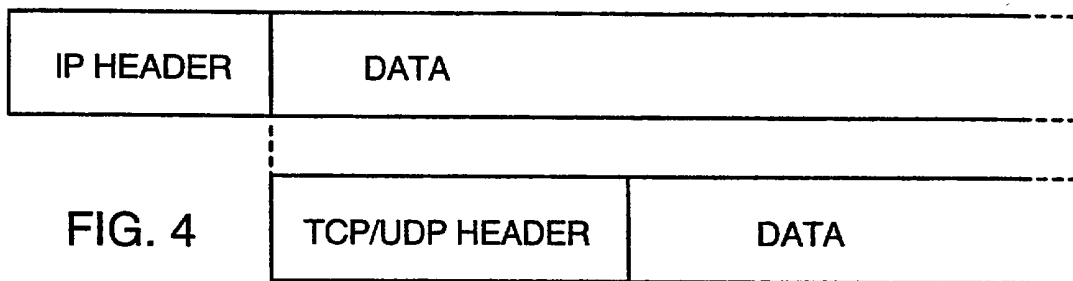 IP HEADER DATA
FIG. 4 TCP/UDP HEADER DATA